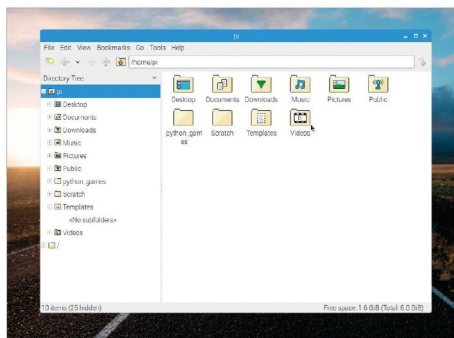 pi
File Edit View Bookmarks Go Tools Help
/home/pi
Directory Tree
pi
Desktop
Documents
Downloads
Music
Pictures
Public
python_games
Scratch
Templates
<No subfolders>
Videos
/
Desktop Documents Downloads Music Pictures Public
python_gam
es
Scratch Templates Videos
10 items (25 hidden) Free space: 1.6 GiB (Total: 6.0 GiB)